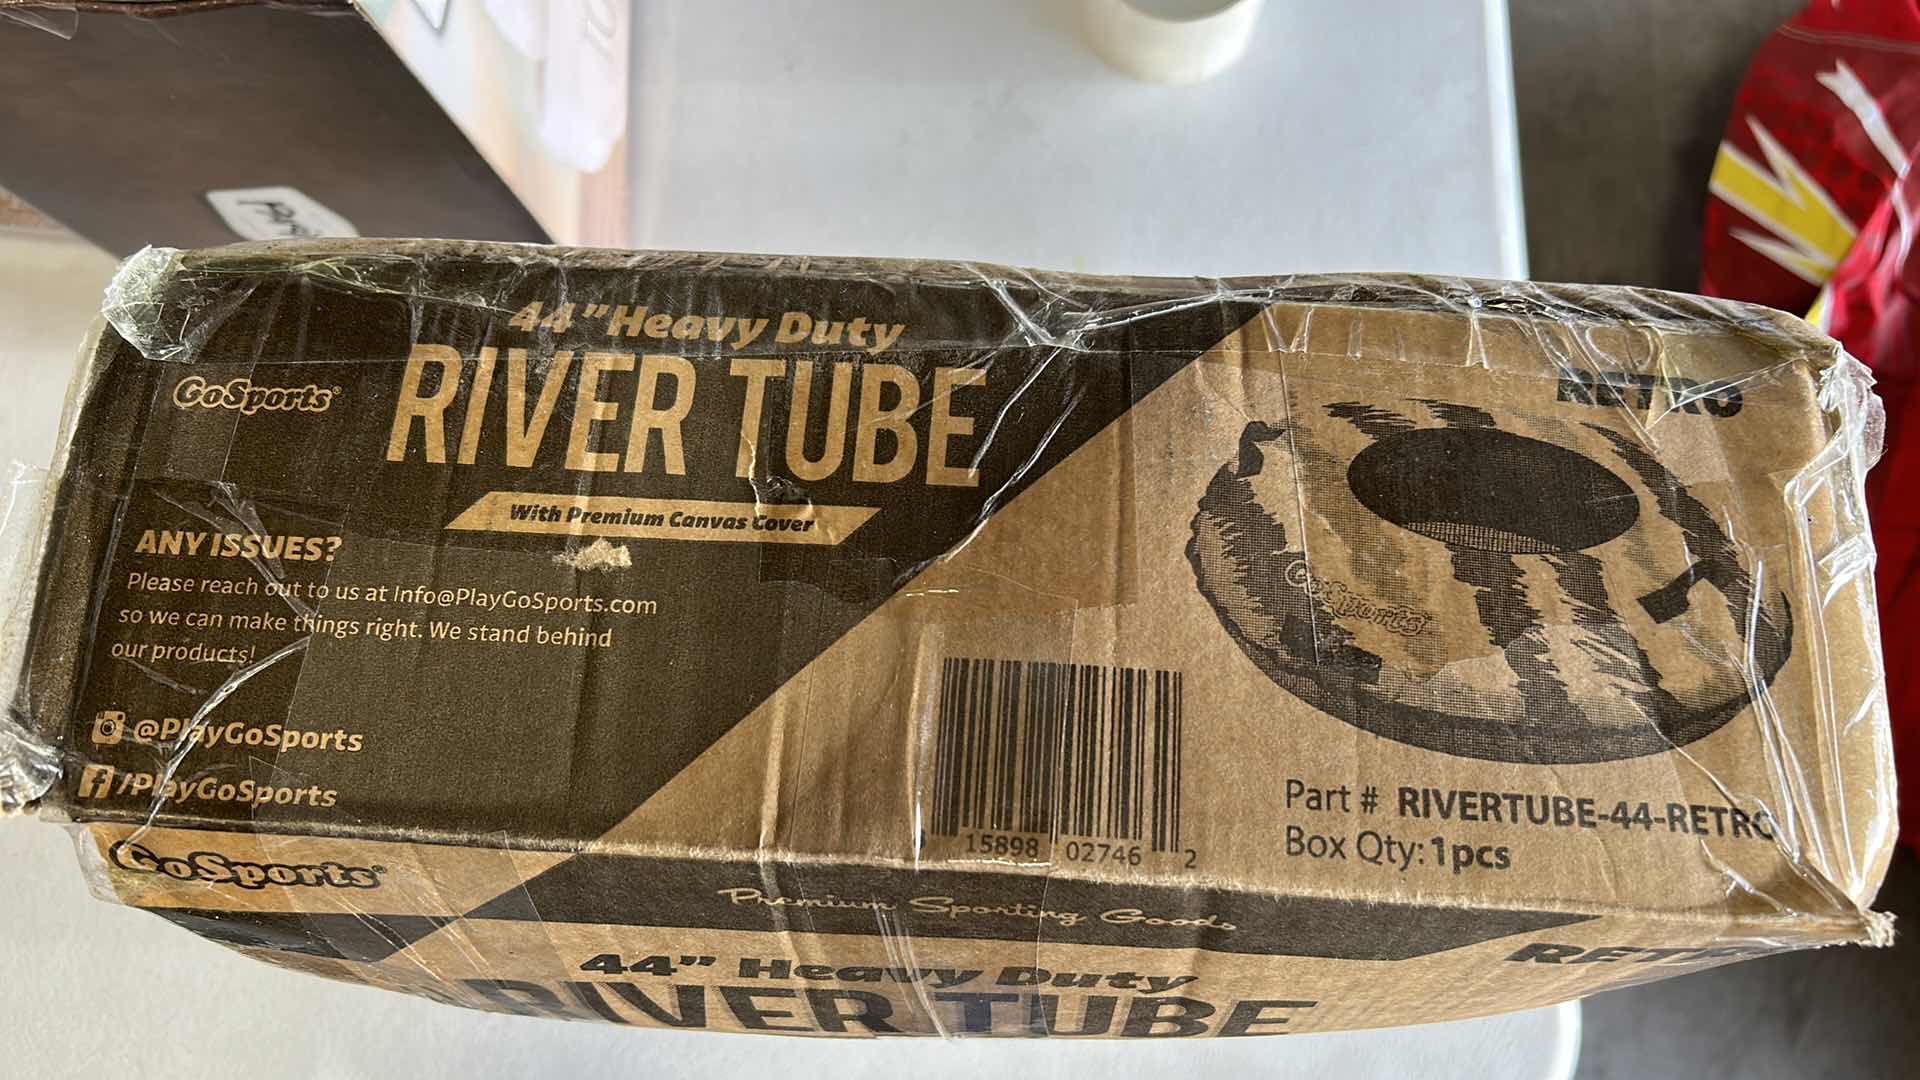 44" Heavy Duty
RIVER TUBE
GoSports®
With Premium Canvas Cover
ANY ISSUES?
Please reach out to us at Info@PlayGoSports.com
so we can make things right. We stand behind
our products!
@PlayGoSports
/PlayGoSports
RETRO
GoSports
15898 02746 2
Part # RIVERTUBE-44-RETRO
Box Qty: 1pcs
GoSports®
Premium Sporting Goods
44" Heavy Duty
RIVER TUBE